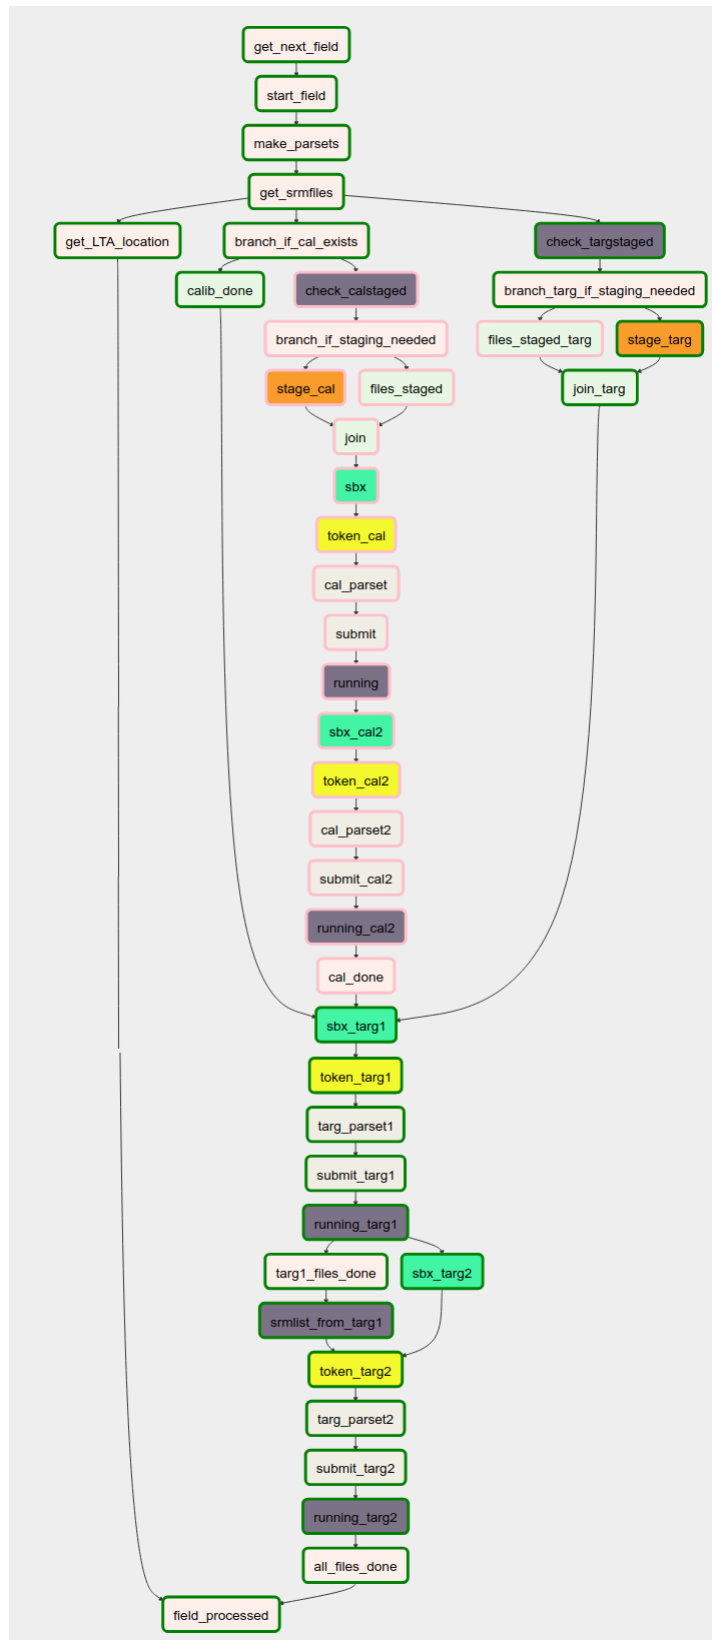 get_next_field
start_field
make_parsets
get_srmfiles
get_LTA_location
branch_if_cal_exists
check_targstaged
calib_done
check_calstaged
branch_targ_if_staging_needed
branch_if_staging_needed
files_staged_targ
stage_targ
stage_cal
files_staged
join_targ
join
sbx
token_cal
cal_parset
submit
running
sbx_cal2
token_cal2
cal_parset2
submit_cal2
running_cal2
cal_done
sbx_targ1
token_targ1
targ_parset1
submit_targ1
running_targ1
targ1_files_done
sbx_targ2
srmlist_from_targ1
token_targ2
targ_parset2
submit_targ2
running_targ2
all_files_done
field_processed